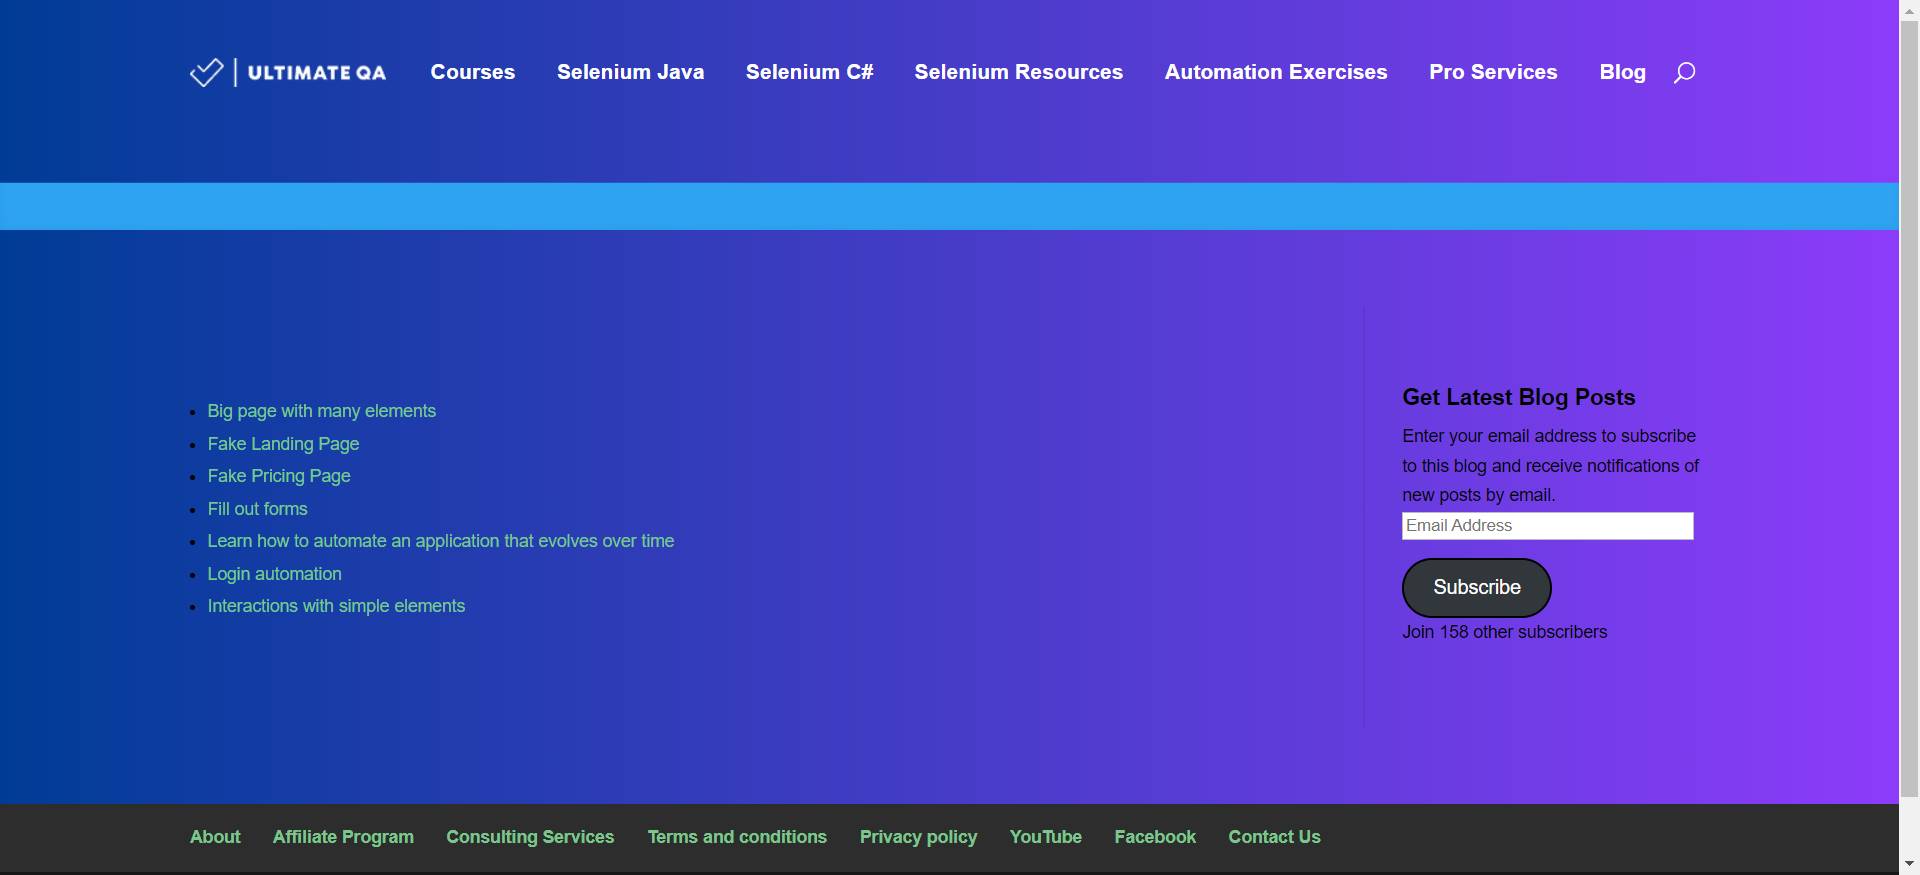 ULTIMATE QA
Courses
Selenium Java
Selenium C#
Selenium Resources
Automation Exercises
Pro Services
Blog
Big page with many elements
Fake Landing Page
Fake Pricing Page
Fill out forms
Learn how to automate an application that evolves over time
Login automation
Interactions with simple elements
Get Latest Blog Posts
Enter your email address to subscribe
to this blog and receive notifications of
new posts by email.
Email Address
Subscribe
Join 158 other subscribers
About
Affiliate Program
Consulting Services
Terms and conditions
Privacy policy
YouTube
Facebook
Contact Us